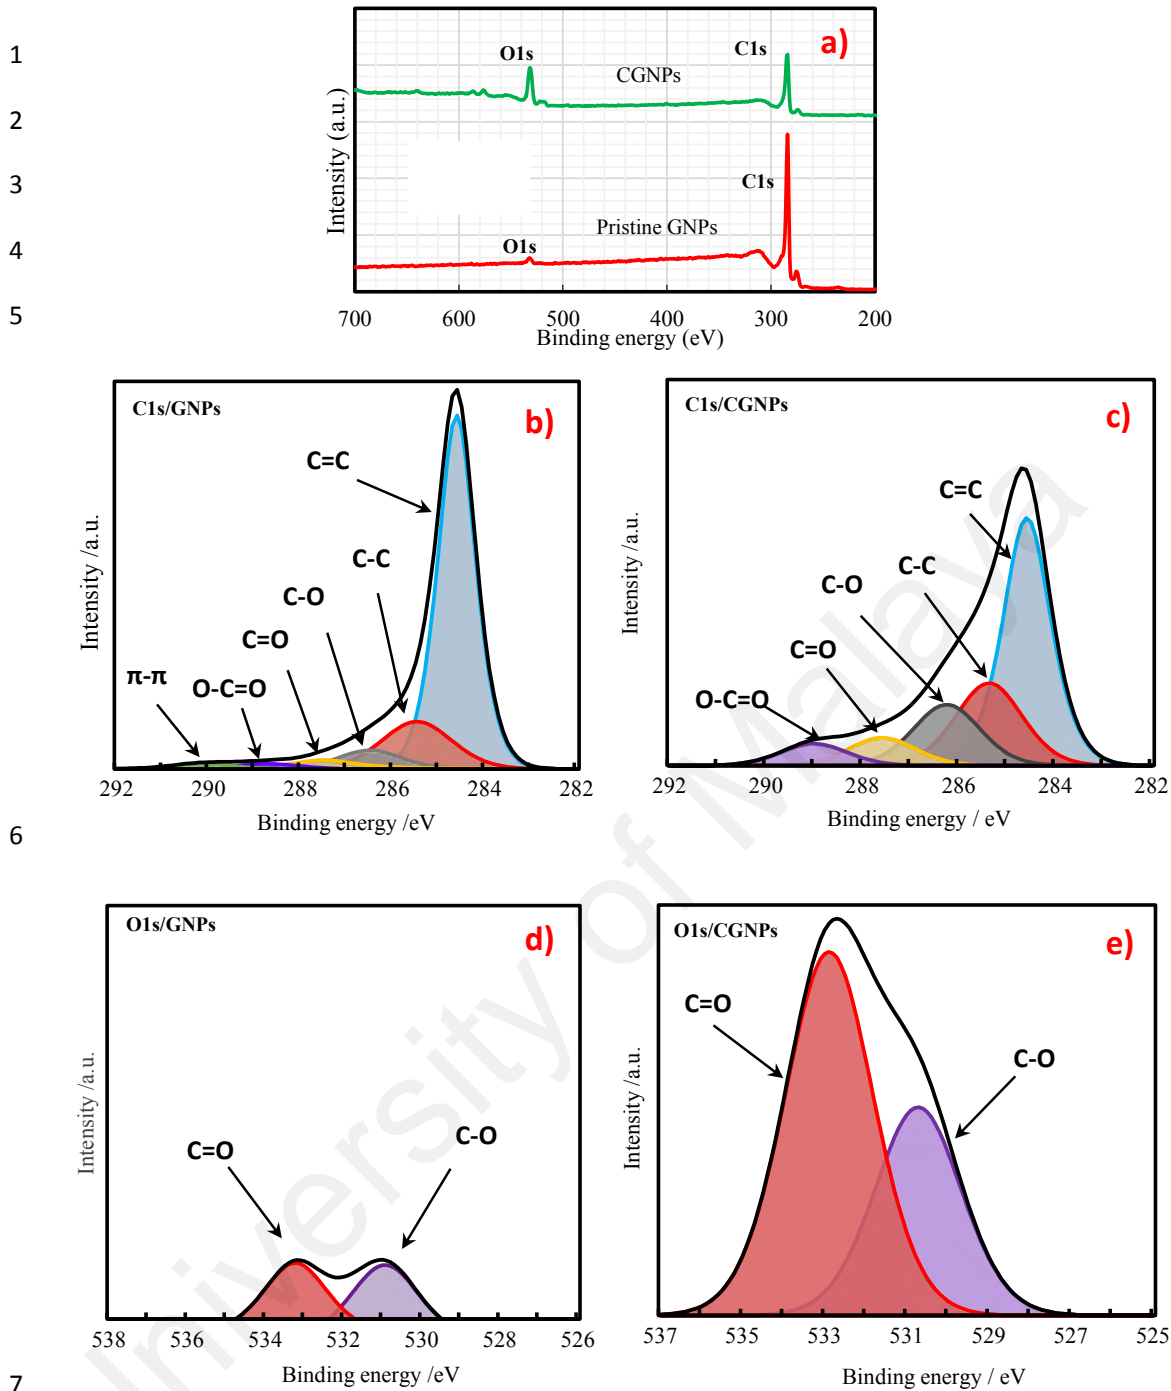 1
2
3
4
5
6
7
a)
O1s
C1s
CGNPs
C1s
Pristine GNPs
O1s
Intensity (a.u.)
700 600 500 400 300 200
Binding energy (eV)
C1s/GNPs
b)
C=C
C-C
C-O
C=O
O-C=O
π-π
Intensity /a.u.
292 290 288 286 284 282
Binding energy /eV
C1s/CGNPs
c)
C=C
C-C
C-O
C=O
O-C=O
Intensity /a.u.
292 290 288 286 284 282
Binding energy / eV
O1s/GNPs
d)
C=O
C-O
Intensity /a.u.
538 534 533 531 530 528 526
Binding energy /eV
O1s/CGNPs
e)
C=O
C-O
Intensity /a.u.
537 535 533 531 529 527 525
Binding energy / eV
University of Malaya